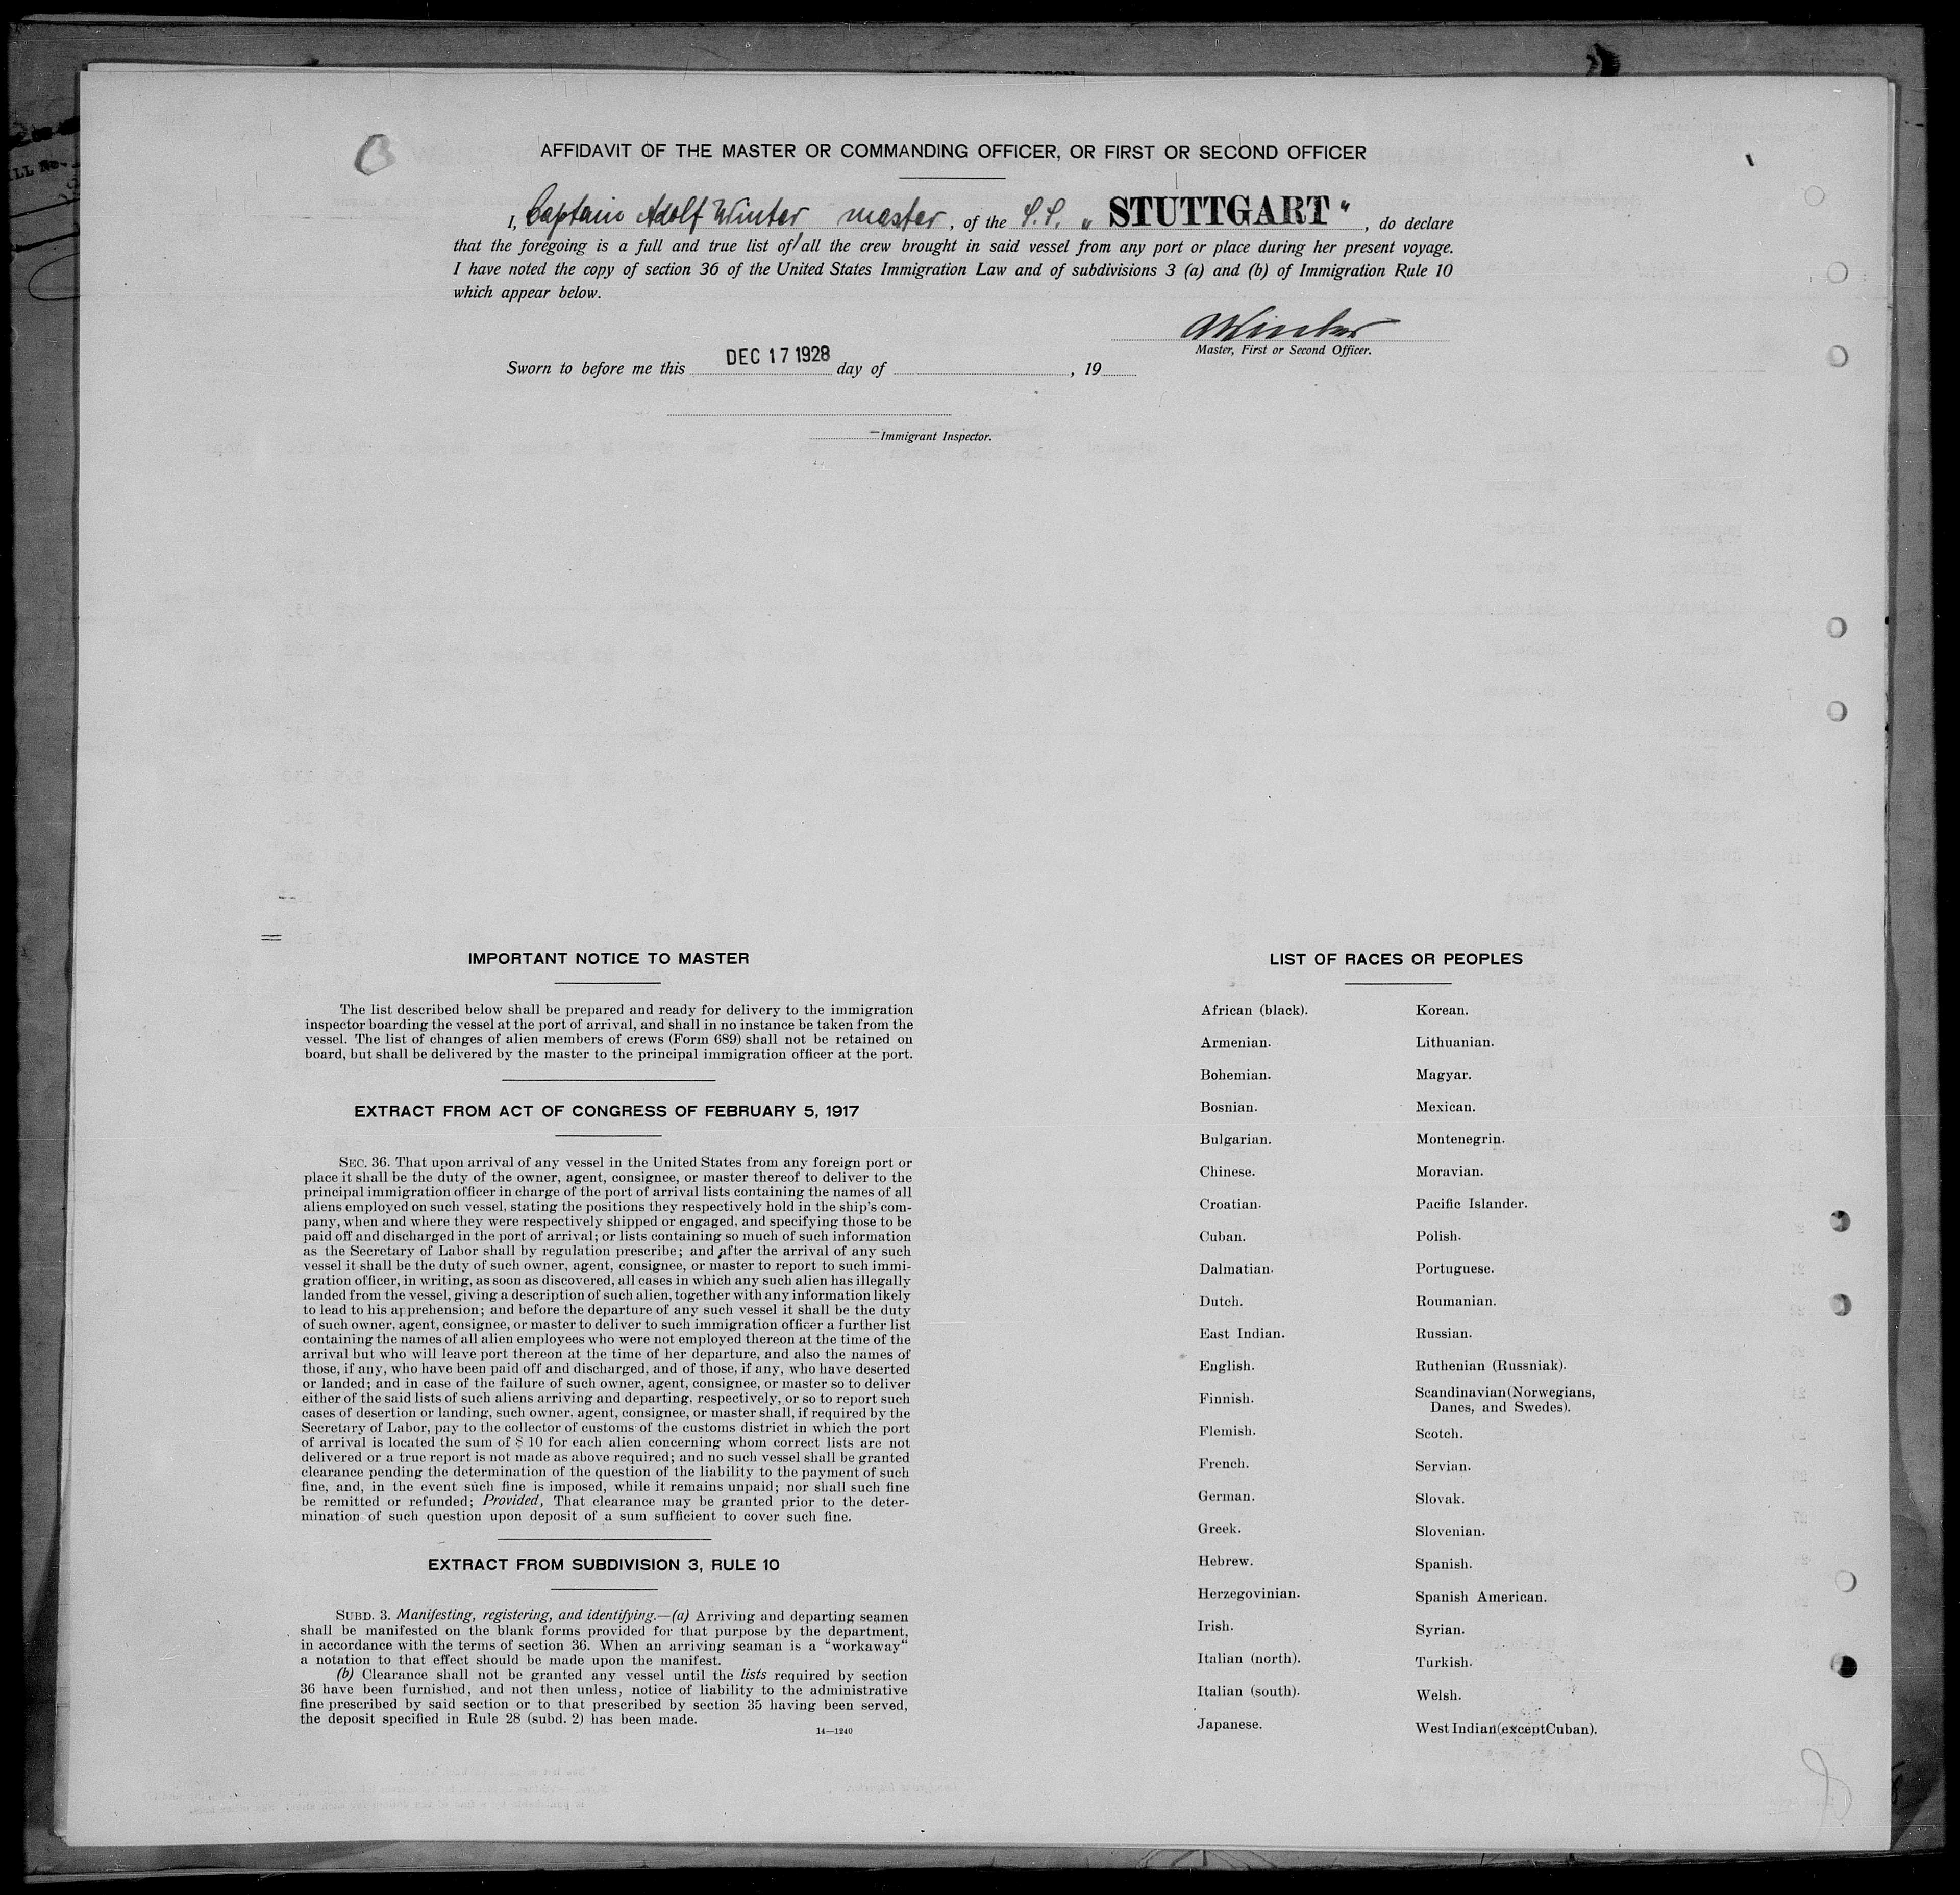 AFFIDAVIT OF THE MASTER OR COMMANDING OFFICER, OR FIRST OR SECOND OFFICER
I, Captain Adolf Winter master, of the S.S. „ STUTTGART “, do declare
that the foregoing is a full and true list of all the crew brought in said vessel from any port or place during her present voyage.
I have noted the copy of section 36 of the United States Immigration Law and of subdivisions 3 (a) and (b) of Immigration Rule 10
which appear below.
AWinter
Master, First or Second Officer.
Sworn to before me this DEC 17 1928 day of , 19
Immigrant Inspector.
IMPORTANT NOTICE TO MASTER
The list described below shall be prepared and ready for delivery to the immigration
inspector boarding the vessel at the port of arrival, and shall in no instance be taken from the
vessel. The list of changes of alien members of crews (Form 689) shall not be retained on
board, but shall be delivered by the master to the principal immigration officer at the port.
EXTRACT FROM ACT OF CONGRESS OF FEBRUARY 5, 1917
SEC. 36. That upon arrival of any vessel in the United States from any foreign port or
place it shall be the duty of the owner, agent, consignee, or master thereof to deliver to the
principal immigration officer in charge of the port of arrival lists containing the names of all
aliens employed on such vessel, stating the positions they respectively hold in the ship's com-
pany, when and where they were respectively shipped or engaged, and specifying those to be
paid off and discharged in the port of arrival; or lists containing so much of such information
as the Secretary of Labor shall by regulation prescribe; and after the arrival of any such
vessel it shall be the duty of such owner, agent, consignee, or master to report to such immi-
gration officer, in writing, as soon as discovered, all cases in which any such alien has illegally
landed from the vessel, giving a description of such alien, together with any information likely
to lead to his apprehension; and before the departure of any such vessel it shall be the duty
of such owner, agent, consignee, or master to deliver to such immigration officer a further list
containing the names of all alien employees who were not employed thereon at the time of the
arrival but who will leave port thereon at the time of her departure, and also the names of
those, if any, who have been paid off and discharged, and of those, if any, who have deserted
or landed; and in case of the failure of such owner, agent, consignee, or master so to deliver
either of the said lists of such aliens arriving and departing, respectively, or so to report such
cases of desertion or landing, such owner, agent, consignee, or master shall, if required by the
Secretary of Labor, pay to the collector of customs of the customs district in which the port
of arrival is located the sum of $ 10 for each alien concerning whom correct lists are not
delivered or a true report is not made as above required; and no such vessel shall be granted
clearance pending the determination of the question of the liability to the payment of such
fine, and, in the event such fine is imposed, while it remains unpaid; nor shall such fine
be remitted or refunded; Provided, That clearance may be granted prior to the deter-
mination of such question upon deposit of a sum sufficient to cover such fine.
EXTRACT FROM SUBDIVISION 3, RULE 10
SUBD. 3. Manifesting, registering, and identifying.—(a) Arriving and departing seamen
shall be manifested on the blank forms provided for that purpose by the department,
in accordance with the terms of section 36. When an arriving seaman is a “workaway“
a notation to that effect should be made upon the manifest.
(b) Clearance shall not be granted any vessel until the lists required by section
36 have been furnished, and not then unless, notice of liability to the administrative
fine prescribed by said section or to that prescribed by section 35 having been served,
the deposit specified in Rule 28 (subd. 2) has been made.
14—1240
LIST OF RACES OR PEOPLES
African (black).
Armenian.
Bohemian.
Bosnian.
Bulgarian.
Chinese.
Croatian.
Cuban.
Dalmatian.
Dutch.
East Indian.
English.
Finnish.
Flemish.
French.
German.
Greek.
Hebrew.
Herzegovinian.
Irish.
Italian (north).
Italian (south).
Japanese.
Korean.
Lithuanian.
Magyar.
Mexican.
Montenegrin.
Moravian.
Pacific Islander.
Polish.
Portuguese.
Roumanian.
Russian.
Ruthenian (Russniak).
Scandinavian(Norwegians,
Danes, and Swedes).
Scotch.
Servian.
Slovak.
Slovenian.
Spanish.
Spanish American.
Syrian.
Turkish.
Welsh.
West Indian(exceptCuban).